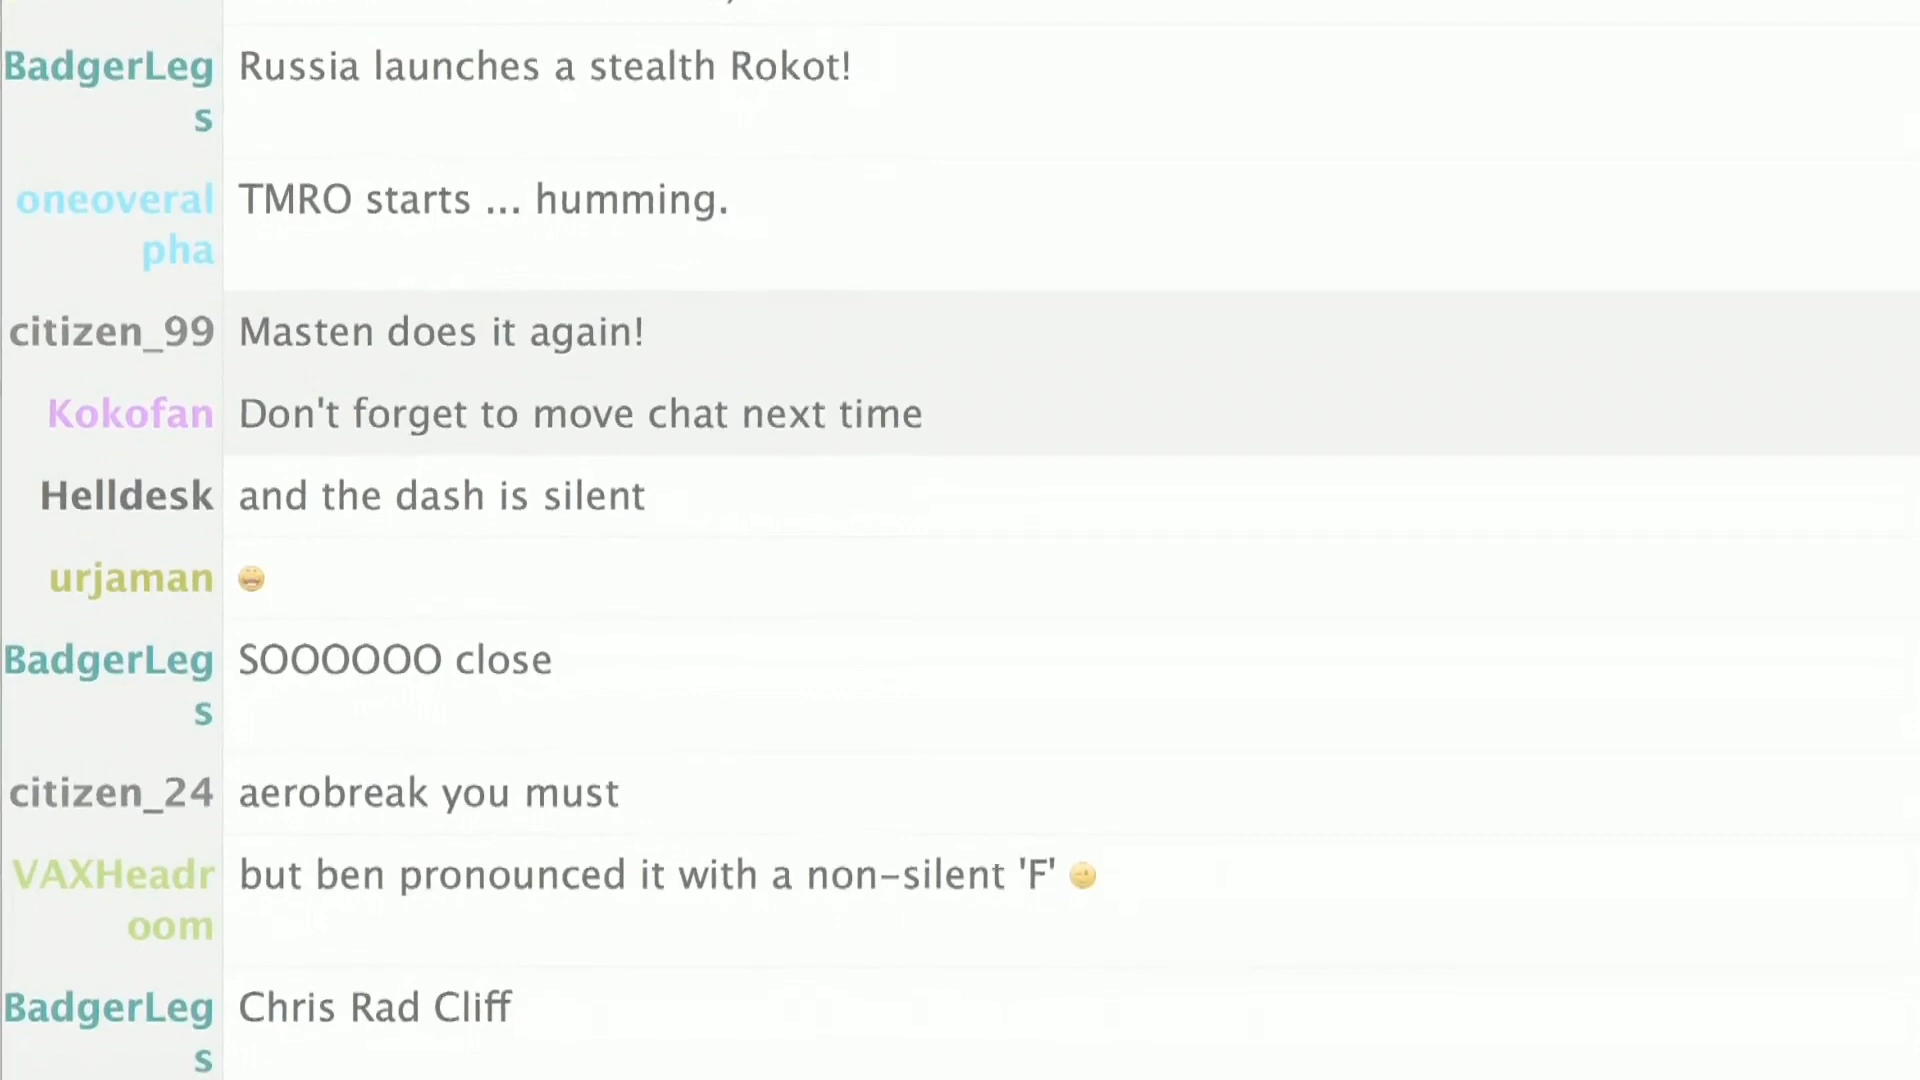 BadgerLeg Russia launches a stealth Rokot!
s
oneoveral TMRO starts ... humming.
pha
citizen_99 Masten does it again!
Kokofan Don't forget to move chat next time
Helldesk and the dash is silent
urjaman
BadgerLeg SOOOOOO close
s
citizen_24 aerobreak you must
VAXHeadr but ben pronounced it with a non-silent 'F'
oom
BadgerLeg Chris Rad Cliff
s